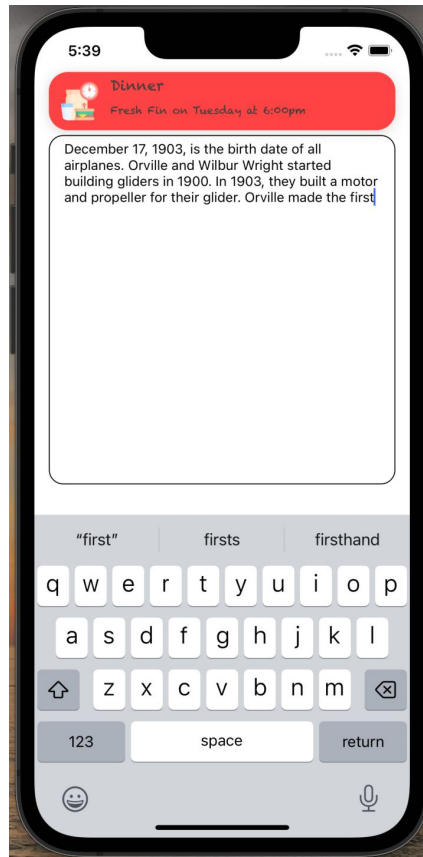 5:39
Dinner
Fresh Fin on Tuesday at 6:00pm
December 17, 1903, is the birth date of all
airplanes. Orville and Wilbur Wright started
building gliders in 1900. In 1903, they built a motor
and propeller for their glider. Orville made the first
“first” firsts firsthand
q w e r t y u i o p
a s d f g h j k l
z x c v b n m
123 space return